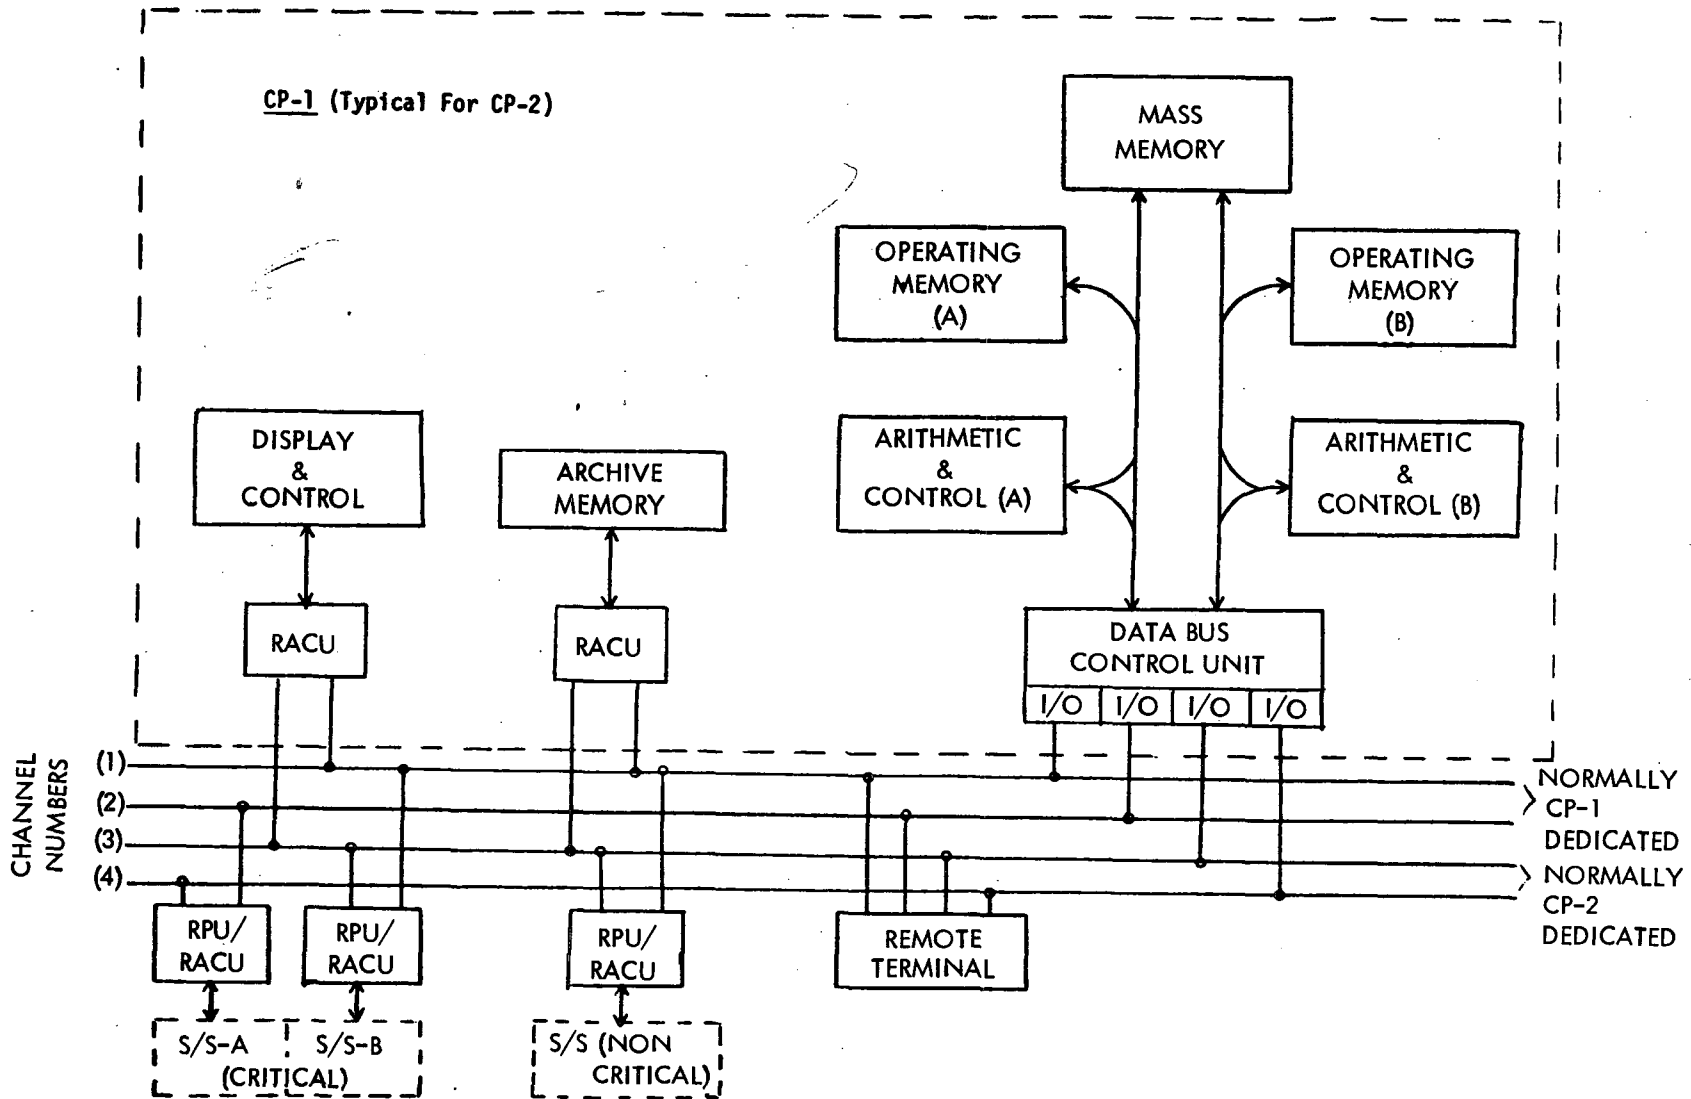 CP-1 (Typical For CP-2)
MASS
MEMORY
OPERATING
MEMORY
(A)
OPERATING
MEMORY
(B)
DISPLAY
&
CONTROL
ARCHIVE
MEMORY
ARITHMETIC
&
CONTROL (A)
ARITHMETIC
&
CONTROL (B)
RACU
RACU
DATA BUS
CONTROL UNIT
I/O
I/O
I/O
I/O
CHANNEL
NUMBERS
(1)
(2)
(3)
(4)
NORMALLY
CP-1
DEDICATED
NORMALLY
CP-2
DEDICATED
RPU/
RACU
RPU/
RACU
RPU/
RACU
REMOTE
TERMINAL
S/S-A
S/S-B
(CRITICAL)
S/S (NON
CRITICAL)